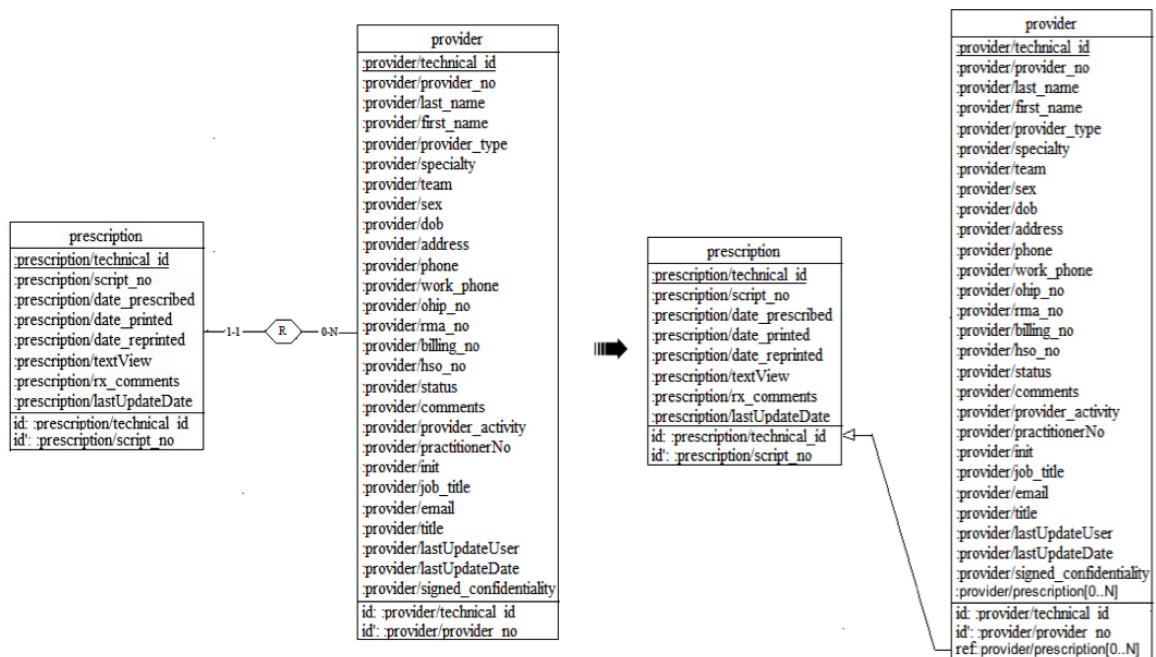 prescription
:prescription/technical_id
:prescription/script_no
:prescription/date_prescribed
:prescription/date_printed
:prescription/date_reprinted
:prescription/textView
:prescription/rx_comments
:prescription/lastUpdateDate
id: :prescription/technical_id
id': :prescription/script_no
1-1
R
0-N
provider
:provider/technical_id
:provider/provider_no
:provider/last_name
:provider/first_name
:provider/provider_type
:provider/specialty
:provider/team
:provider/sex
:provider/dob
:provider/address
:provider/phone
:provider/work_phone
:provider/ohip_no
:provider/rma_no
:provider/billing_no
:provider/hso_no
:provider/status
:provider/comments
:provider/provider_activity
:provider/practitionerNo
:provider/init
:provider/job_title
:provider/email
:provider/title
:provider/lastUpdateUser
:provider/lastUpdateDate
:provider/signed_confidentiality
id: :provider/technical_id
id': :provider/provider_no
prescription
:prescription/technical_id
:prescription/script_no
:prescription/date_prescribed
:prescription/date_printed
:prescription/date_reprinted
:prescription/textView
:prescription/rx_comments
:prescription/lastUpdateDate
id: :prescription/technical_id
id': :prescription/script_no
provider
:provider/technical_id
:provider/provider_no
:provider/last_name
:provider/first_name
:provider/provider_type
:provider/specialty
:provider/team
:provider/sex
:provider/dob
:provider/address
:provider/phone
:provider/work_phone
:provider/ohip_no
:provider/rma_no
:provider/billing_no
:provider/hso_no
:provider/status
:provider/comments
:provider/provider_activity
:provider/practitionerNo
:provider/init
:provider/job_title
:provider/email
:provider/title
:provider/lastUpdateUser
:provider/lastUpdateDate
:provider/signed_confidentiality
:provider/prescription[0..N]
id: :provider/technical_id
id': :provider/provider_no
ref: provider/prescription[0..N]